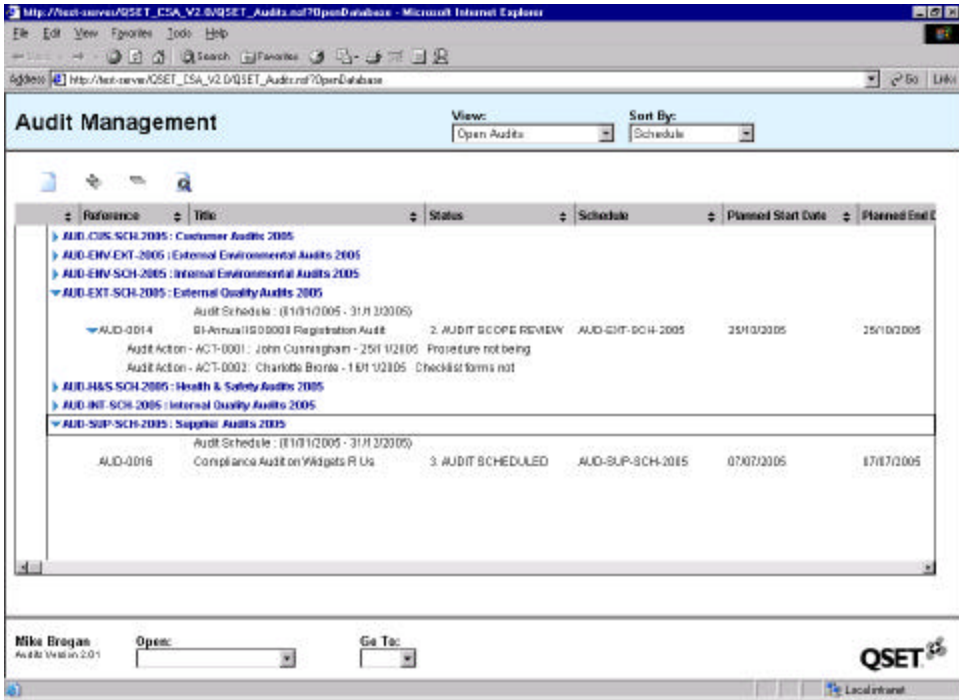 http://test-server/QSET_CSA_V2.0/QSET_Audits.nsf?OpenDatabase - Microsoft Internet Explorer
File Edit View Favorites Tools Help
Search Favorites
Address http://test-server/QSET_CSA_V2.0/QSET_Audits.nsf?OpenDatabase Go Links
Audit Management
View: Sort By:
Open Audits Schedule
Reference Title Status Schedule Planned Start Date Planned End D
AUD-CUS-SCH-2005 : Customer Audits 2005
AUD-ENV-EXT-2005 : External Environmental Audits 2005
AUD-ENV-SCH-2005 : Internal Environmental Audits 2005
AUD-EXT-SCH-2005 : External Quality Audits 2005
Audit Schedule : (01/01/2005 - 31/12/2005)
AUD-0014 Bi-Annual ISO9000 Registration Audit 2. AUDIT SCOPE REVIEW AUD-EXT-SCH-2005 25/10/2005 25/10/2005
Audit Action - ACT-0001 : John Cunningham - 25/11/2005 Procedure not being
Audit Action - ACT-0002 : Charlotte Bronte - 16/11/2005 Checklist forms not
AUD-H&S-SCH-2005 : Health & Safety Audits 2005
AUD-INT-SCH-2005 : Internal Quality Audits 2005
AUD-SUP-SCH-2005 : Supplier Audits 2005
Audit Schedule : (01/01/2005 - 31/12/2005)
AUD-0016 Compliance Audit on Widgets R Us 3. AUDIT SCHEDULED AUD-SUP-SCH-2005 07/07/2005 07/07/2005
Mike Brogan Open: Go To:
Audits Version 2.01
QSET
Local intranet